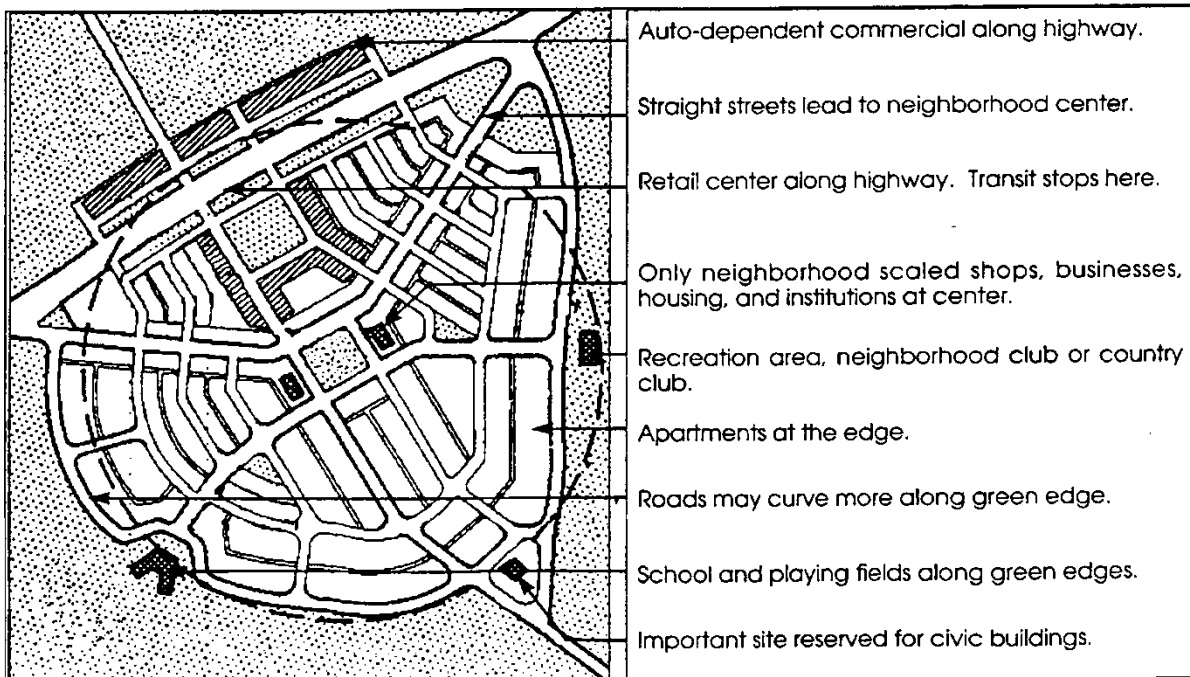 Auto-dependent commercial along highway.
Straight streets lead to neighborhood center.
Retail center along highway. Transit stops here.
Only neighborhood scaled shops, businesses,
housing, and institutions at center.
Recreation area, neighborhood club or country
club.
Apartments at the edge.
Roads may curve more along green edge.
School and playing fields along green edges.
Important site reserved for civic buildings.